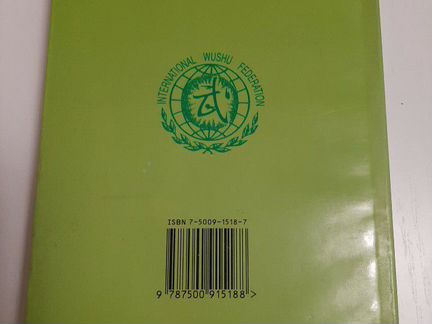 INTERNATIONAL WUSHU FEDERATION
武
ISBN 7-5009-1518-7
9 787500 915188 >